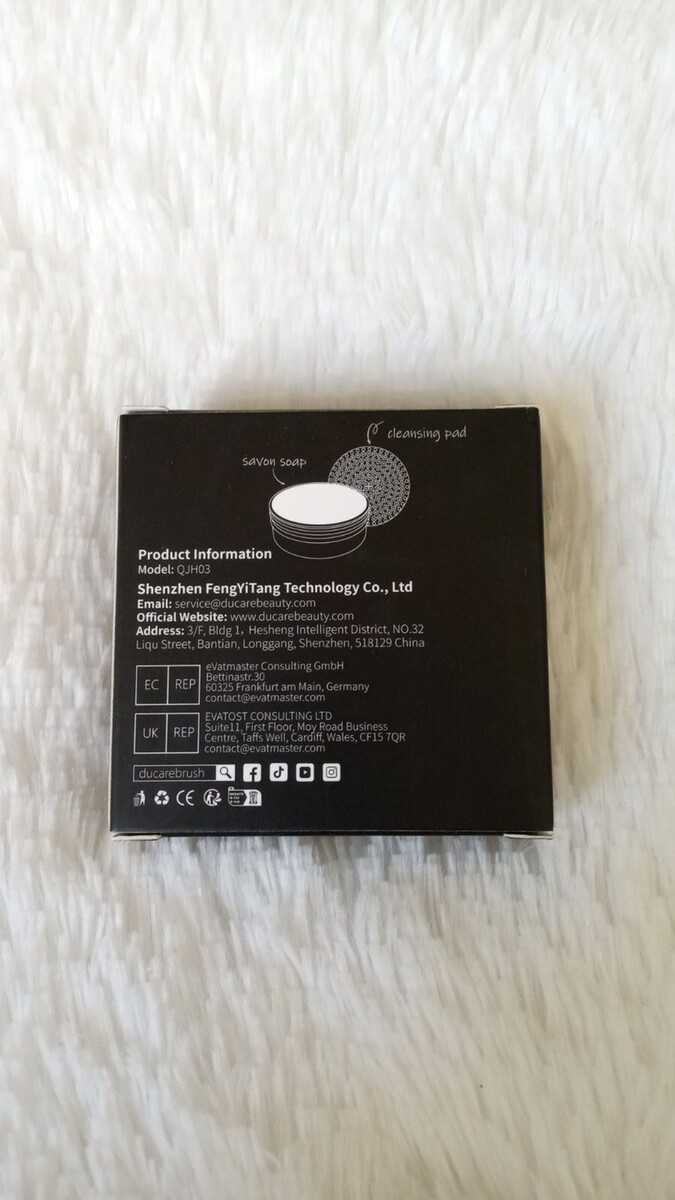 cleansing pad
savon soap
Product Information
Model: QJH03
Shenzhen FengYiTang Technology Co., Ltd
Email: service@ducarebeauty.com
Official Website: www.ducarebeauty.com
Address: 3/F, Bldg 1, Hesheng Intelligent District, NO.32
Liqu Street, Bantian, Longgang, Shenzhen, 518129 China
EC REP
eVatmaster Consulting GmbH
Bettinastr.30
60325 Frankfurt am Main, Germany
contact@evatmaster.com
UK REP
EVATOST CONSULTING LTD
Suite11, First Floor, Moy Road Business
Centre, Taffs Well, Cardiff, Wales, CF15 7QR
contact@evatmaster.com
ducarebrush
CE